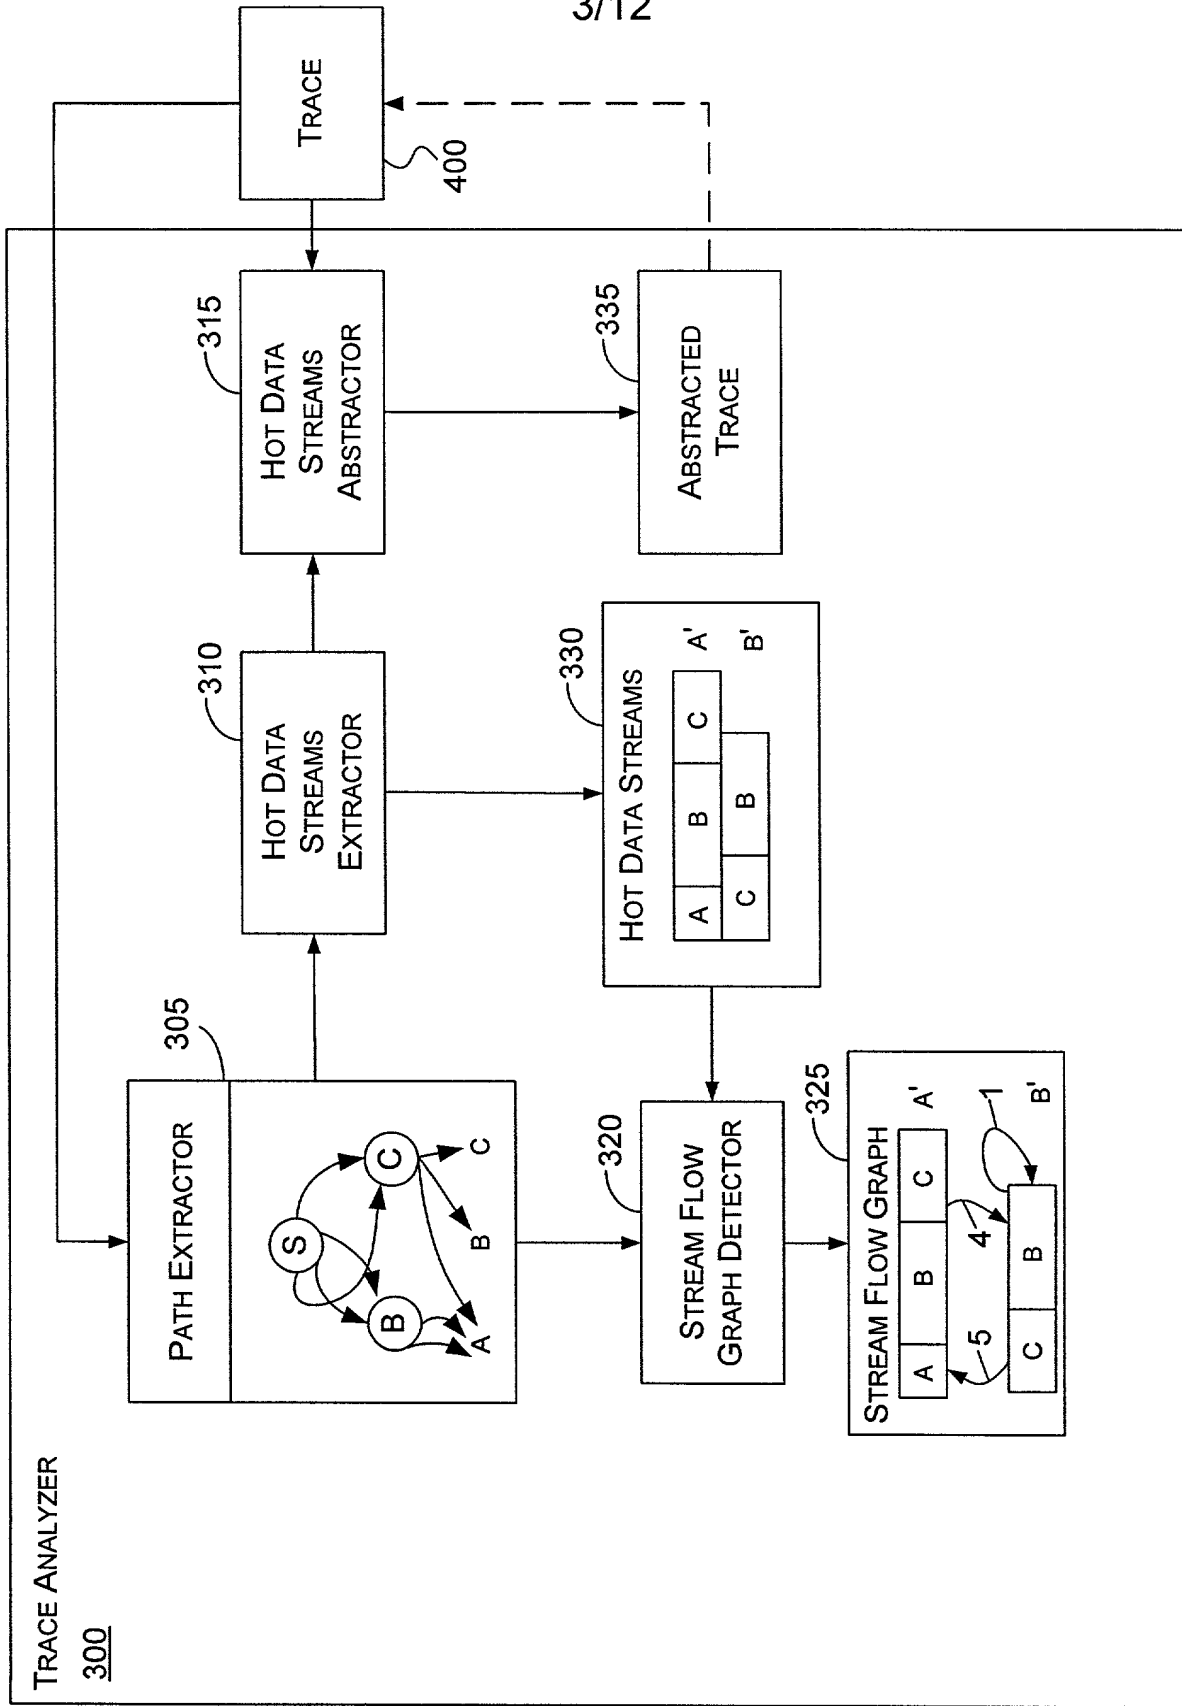 3/12
TRACE ANALYZER
300
PATH EXTRACTOR
305
S
B
C
A
B
C
HOT DATA
STREAMS
EXTRACTOR
310
HOT DATA
STREAMS
ABSTRACTOR
315
TRACE
400
STREAM FLOW
GRAPH DETECTOR
320
HOT DATA STREAMS
330
A B C A'
C B B'
ABSTRACTED
TRACE
335
STREAM FLOW GRAPH
325
A B C A'
5 4 1
C B B'